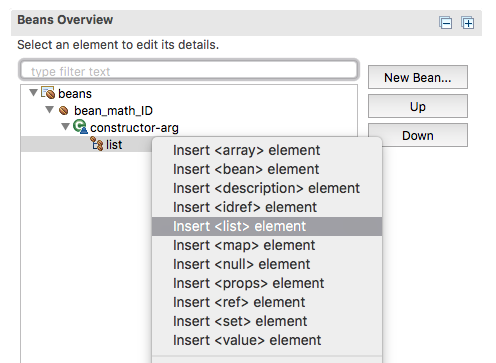 Beans Overview
Select an element to edit its details.
type filter text
New Bean...
beans
bean_math_ID
Up
constructor-arg
Down
list
Insert <array> element
Insert <bean> element
Insert <description> element
Insert <idref> element
Insert <list> element
Insert <map> element
Insert <null> element
Insert <props> element
Insert <ref> element
Insert <set> element
Insert <value> element